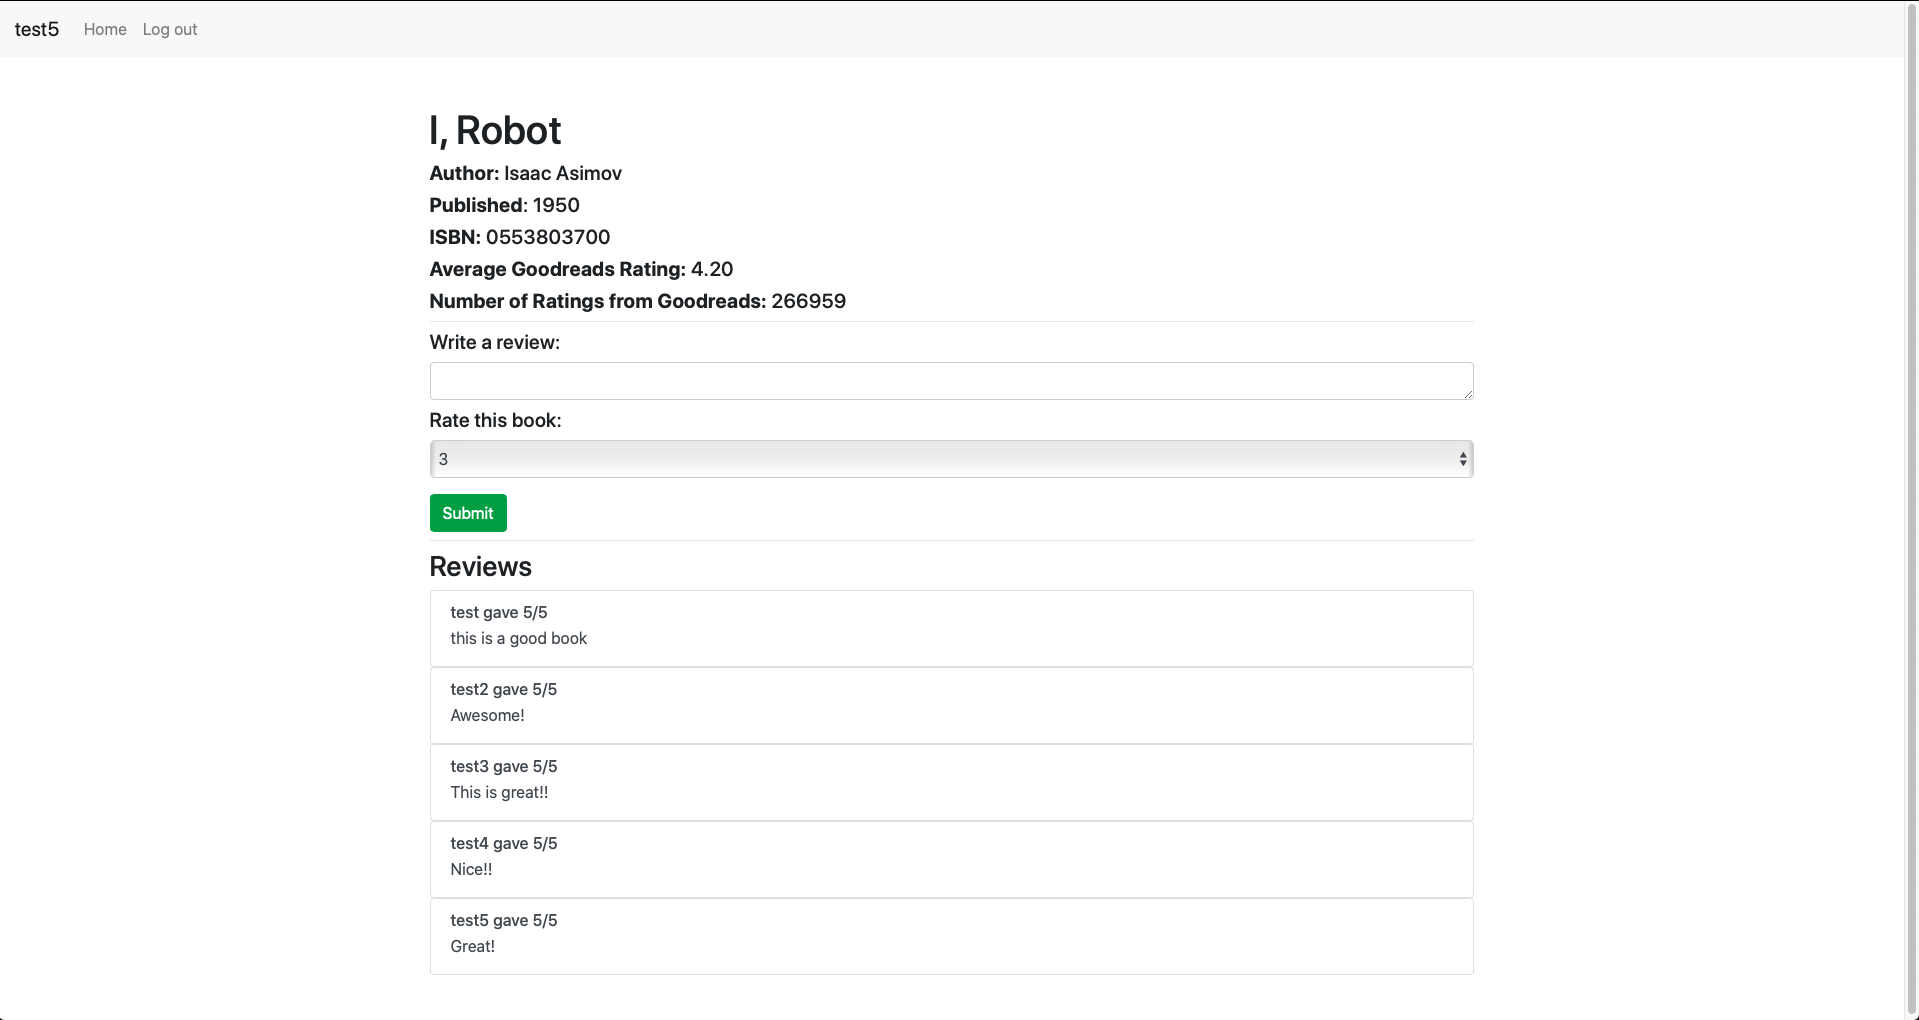 test5 Home Log out
I, Robot
Author: Isaac Asimov
Published: 1950
ISBN: 0553803700
Average Goodreads Rating: 4.20
Number of Ratings from Goodreads: 266959
Write a review:
Rate this book:
3
Submit
Reviews
test gave 5/5
this is a good book
test2 gave 5/5
Awesome!
test3 gave 5/5
This is great!!
test4 gave 5/5
Nice!!
test5 gave 5/5
Great!